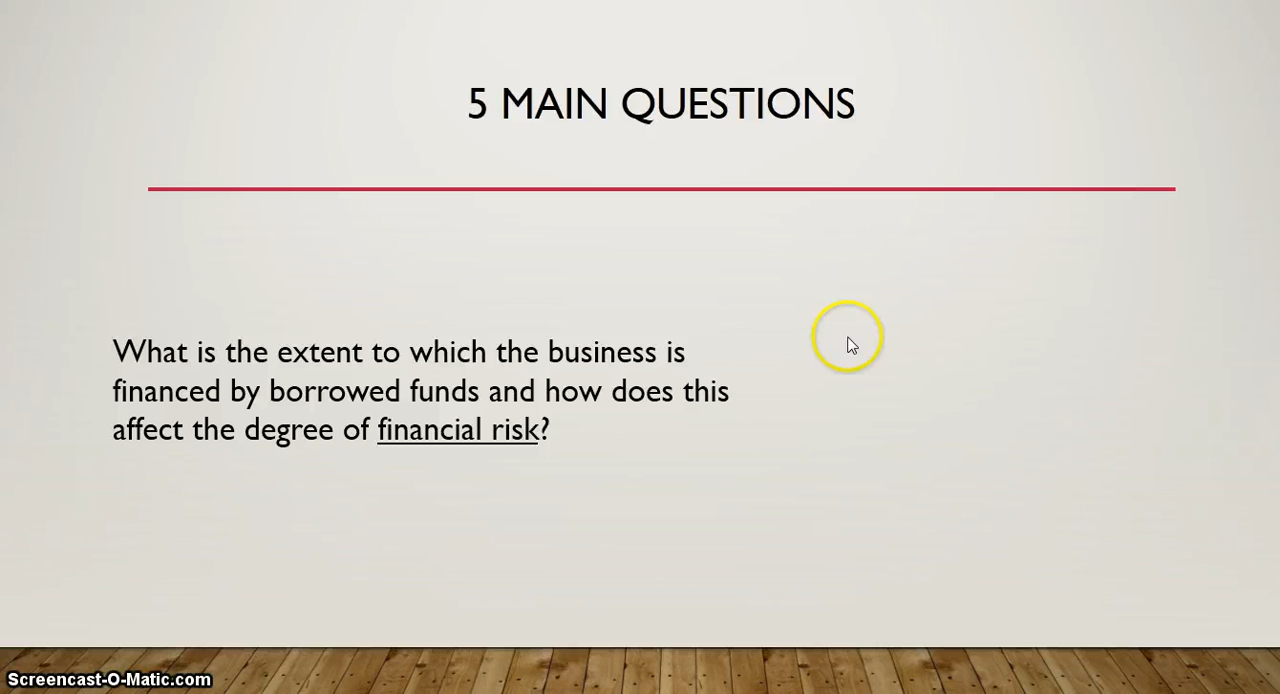 5 MAIN QUESTIONS
What is the extent to which the business is
financed by borrowed funds and how does this
affect the degree of financial risk?
Screencast-O-Matic.com